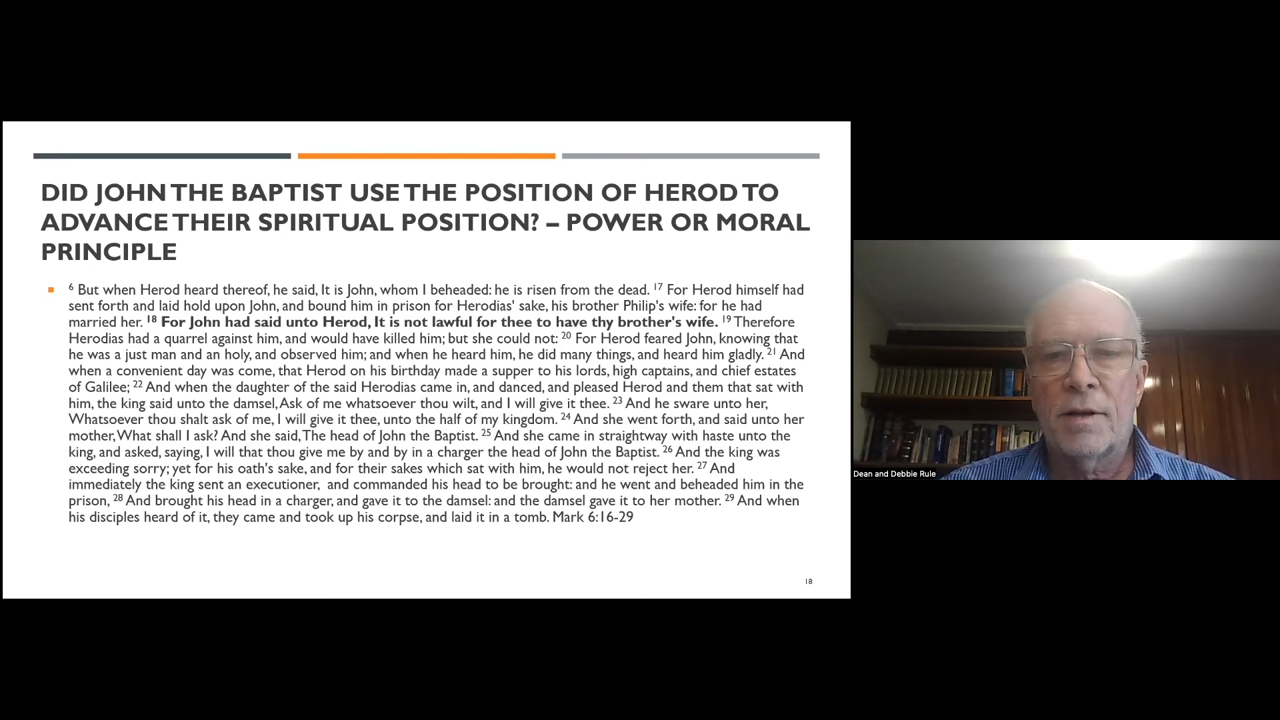 DID JOHN THE BAPTIST USE THE POSITION OF HEROD TO
ADVANCE THEIR SPIRITUAL POSITION? – POWER OR MORAL
PRINCIPLE
6 But when Herod heard thereof, he said, It is John, whom I beheaded: he is risen from the dead. 17 For Herod himself had
sent forth and laid hold upon John, and bound him in prison for Herodias' sake, his brother Philip's wife: for he had
married her. 18 For John had said unto Herod, It is not lawful for thee to have thy brother's wife. 19 Therefore
Herodias had a quarrel against him, and would have killed him; but she could not: 20 For Herod feared John, knowing that
he was a just man and an holy, and observed him; and when he heard him, he did many things, and heard him gladly. 21 And
when a convenient day was come, that Herod on his birthday made a supper to his lords, high captains, and chief estates
of Galilee; 22 And when the daughter of the said Herodias came in, and danced, and pleased Herod and them that sat with
him, the king said unto the damsel, Ask of me whatsoever thou wilt, and I will give it thee. 23 And he sware unto her,
Whatsoever thou shalt ask of me, I will give it thee, unto the half of my kingdom. 24 And she went forth, and said unto her
mother, What shall I ask? And she said, The head of John the Baptist. 25 And she came in straightway with haste unto the
king, and asked, saying, I will that thou give me by and by in a charger the head of John the Baptist. 26 And the king was
exceeding sorry; yet for his oath's sake, and for their sakes which sat with him, he would not reject her. 27 And
immediately the king sent an executioner, and commanded his head to be brought: and he went and beheaded him in the
prison, 28 And brought his head in a charger, and gave it to the damsel: and the damsel gave it to her mother. 29 And when
his disciples heard of it, they came and took up his corpse, and laid it in a tomb. Mark 6:16-29
18
Dean and Debbie Rule